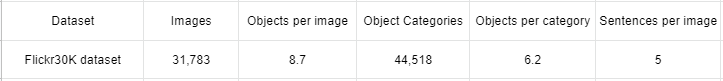 Dataset Images Objects per image Object Categories Objects per category Sentences per image
Flickr30K dataset 31,783 8.7 44,518 6.2 5